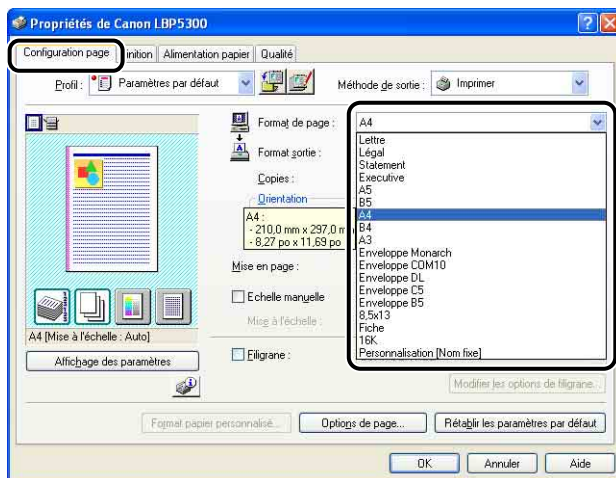 Propriétés de Canon LBP5300
Configuration page inition Alimentation papier Qualité
Profil : Paramètres par défaut Méthode de sortie : Imprimer
Format de page : A4
Format sortie :
Copies :
Orientation
A4 :
- 210,0 mm x 297,0 m
- 8,27 po x 11,69 po
Mise en page :
Echelle manuelle
Mise à l'échelle :
Filigrane :
Lettre
Légal
Statement
Executive
A5
B5
A4
B4
A3
Enveloppe Monarch
Enveloppe COM10
Enveloppe DL
Enveloppe C5
Enveloppe B5
8,5x13
Fiche
16K
Personnalisation [Nom fixe]
A4 [Mise à l'échelle : Auto]
Affichage des paramètres
Modifier les options de filigrane...
Format papier personnalisé... Options de page... Rétablir les paramètres par défaut
OK Annuler Aide